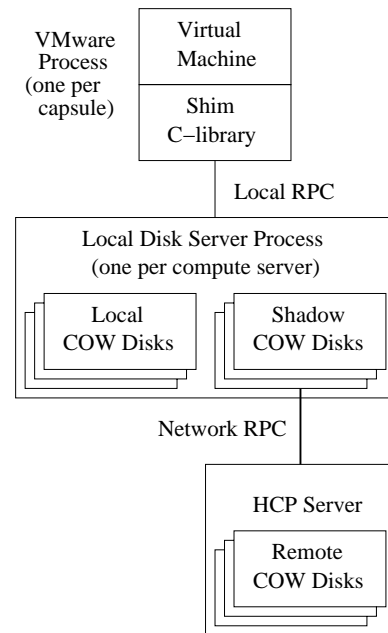 VMware
Process
(one per
capsule)
Virtual
Machine
Shim
C−library
Local RPC
Local Disk Server Process
(one per compute server)
Local
COW Disks
Shadow
COW Disks
Network RPC
HCP Server
Remote
COW Disks